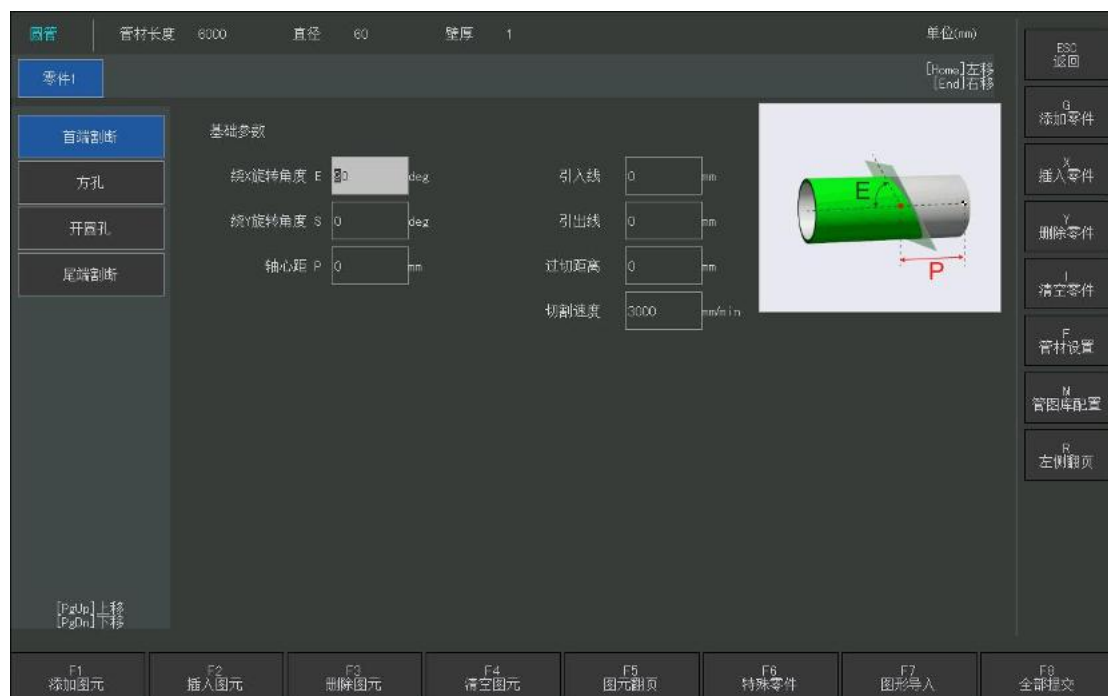 圆管 管材长度 6000 直径 60 壁厚 1 单位(mm)
零件1
[Home]左移
[End]右移
首端割断
方孔
开圆孔
尾端割断
[PgUp]上移
[PgDn]下移
基础参数
绕X旋转角度 E 90 deg
绕Y旋转角度 S 0 deg
轴心距 P 0 mm
引入线 0 mm
引出线 0 mm
过切距离 0 mm
切割速度 3000 mm/min
E
P
ESC
返回
G
添加零件
X
插入零件
Y
删除零件
I
清空零件
F
管材设置
N
管图库配置
R
左侧翻页
F1
添加图元
F2
插入图元
F3
删除图元
F4
清空图元
F5
图元翻页
F6
特殊零件
F7
图形导入
F8
全部提交